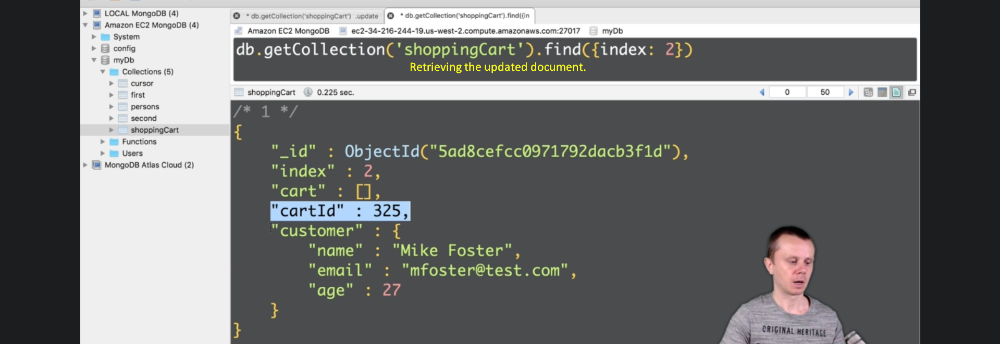 LOCAL MongoDB (4)
Amazon EC2 MongoDB (4)
System
config
myDb
Collections (5)
cursor
first
persons
second
shoppingCart
Functions
Users
MongoDB Atlas Cloud (2)
* db.getCollection('shoppingCart') .update
* db.getCollection('shoppingCart').find({in
Amazon EC2 MongoDB ec2-34-216-244-19.us-west-2.compute.amazonaws.com:27017 myDb
db.getCollection('shoppingCart').find({index: 2})
Retrieving the updated document.
shoppingCart 0.225 sec. 0 50
/* 1 */
{
"_id" : ObjectId("5ad8cefcc0971792dacb3f1d"),
"index" : 2,
"cart" : [],
"cartId" : 325,
"customer" : {
"name" : "Mike Foster",
"email" : "mfoster@test.com",
"age" : 27
}
}
ORIGINAL HERITAGE